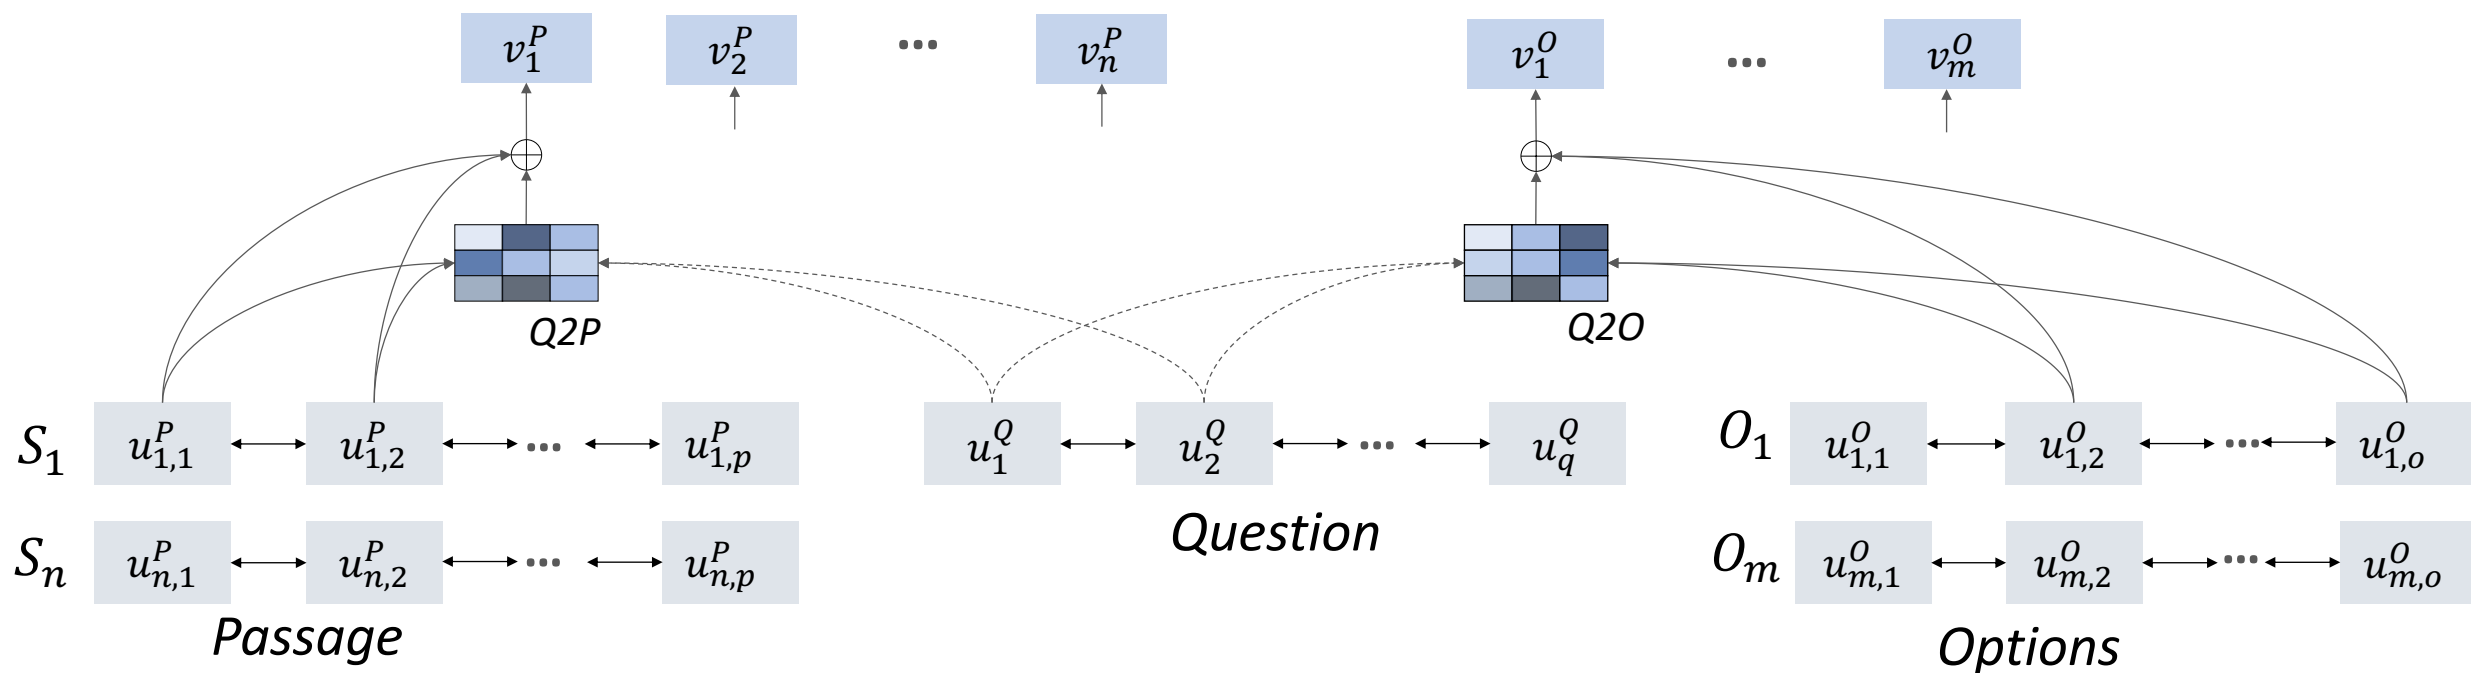 v_1^P v_2^P ... v_n^P v_1^O ... v_m^O
Q2P Q2O
S_1 u_{1,1}^P u_{1,2}^P ... u_{1,p}^P u_1^Q u_2^Q ... u_q^Q O_1 u_{1,1}^O u_{1,2}^O ... u_{1,o}^O
S_n u_{n,1}^P u_{n,2}^P ... u_{n,p}^P Question O_m u_{m,1}^O u_{m,2}^O ... u_{m,o}^O
Passage Options